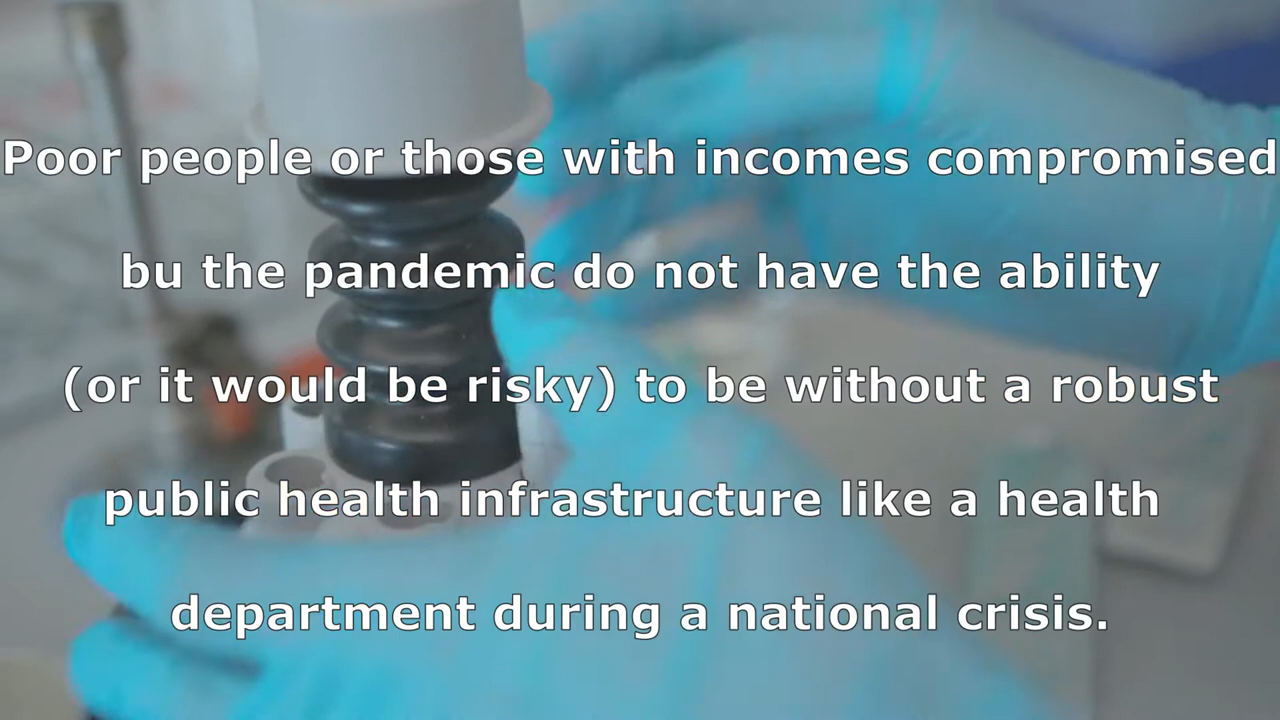 Poor people or those with incomes compromised
bu the pandemic do not have the ability
(or it would be risky) to be without a robust
public health infrastructure like a health
department during a national crisis.